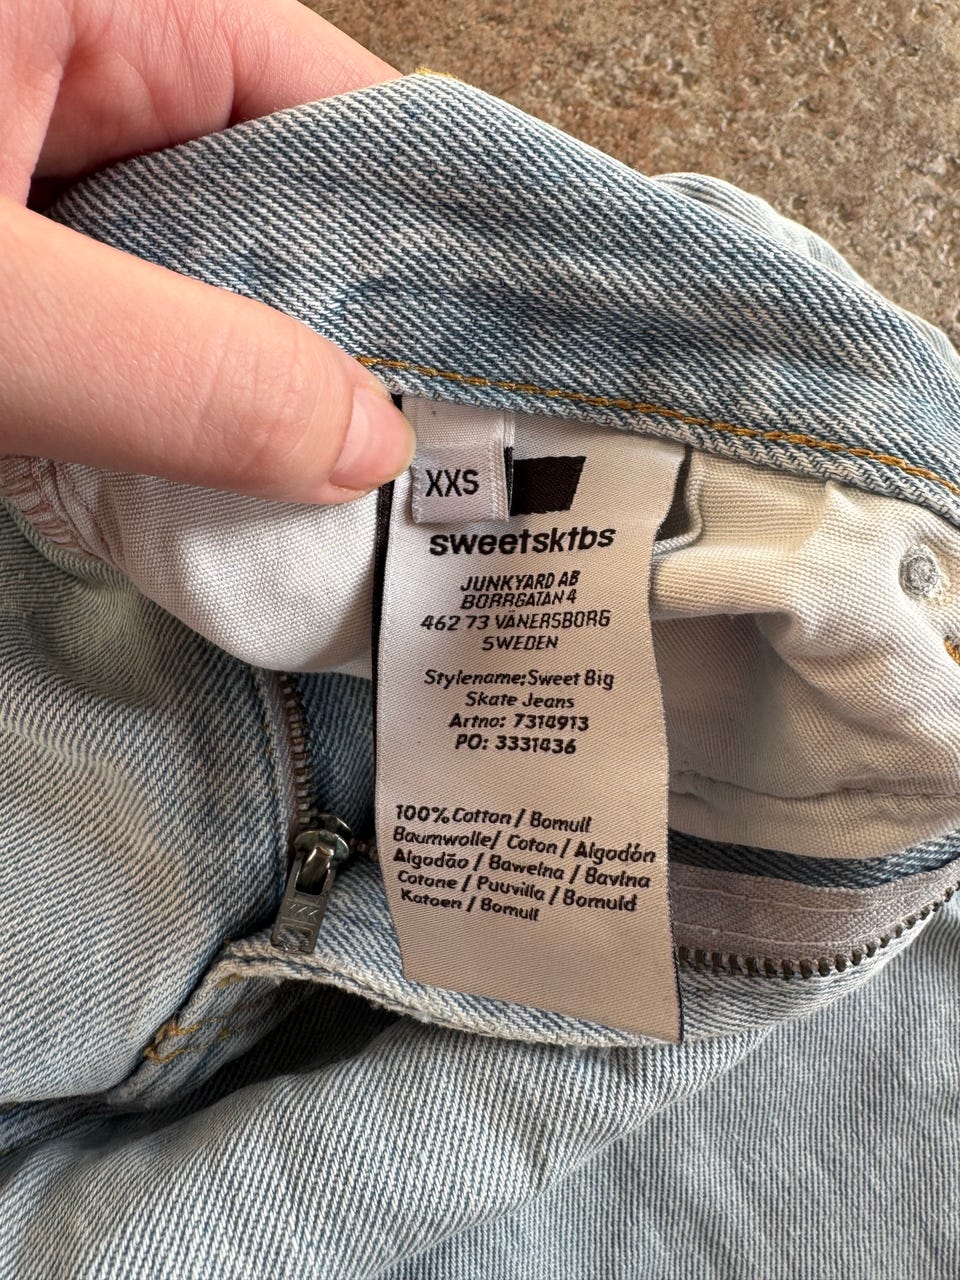 XXS
sweetsktbs
JUNKYARD AB
BORRGATAN 4
462 73 VÄNERSBORG
SWEDEN
Stylename: Sweet Big
Skate Jeans
Artno: 7314913
PO: 3331436
100% Cotton / Bomull
Baumwolle/ Coton / Algodón
Algodão / Bawełna / Bavlna
Cotone / Puuvilla / Bomuld
Katoen / Bomull